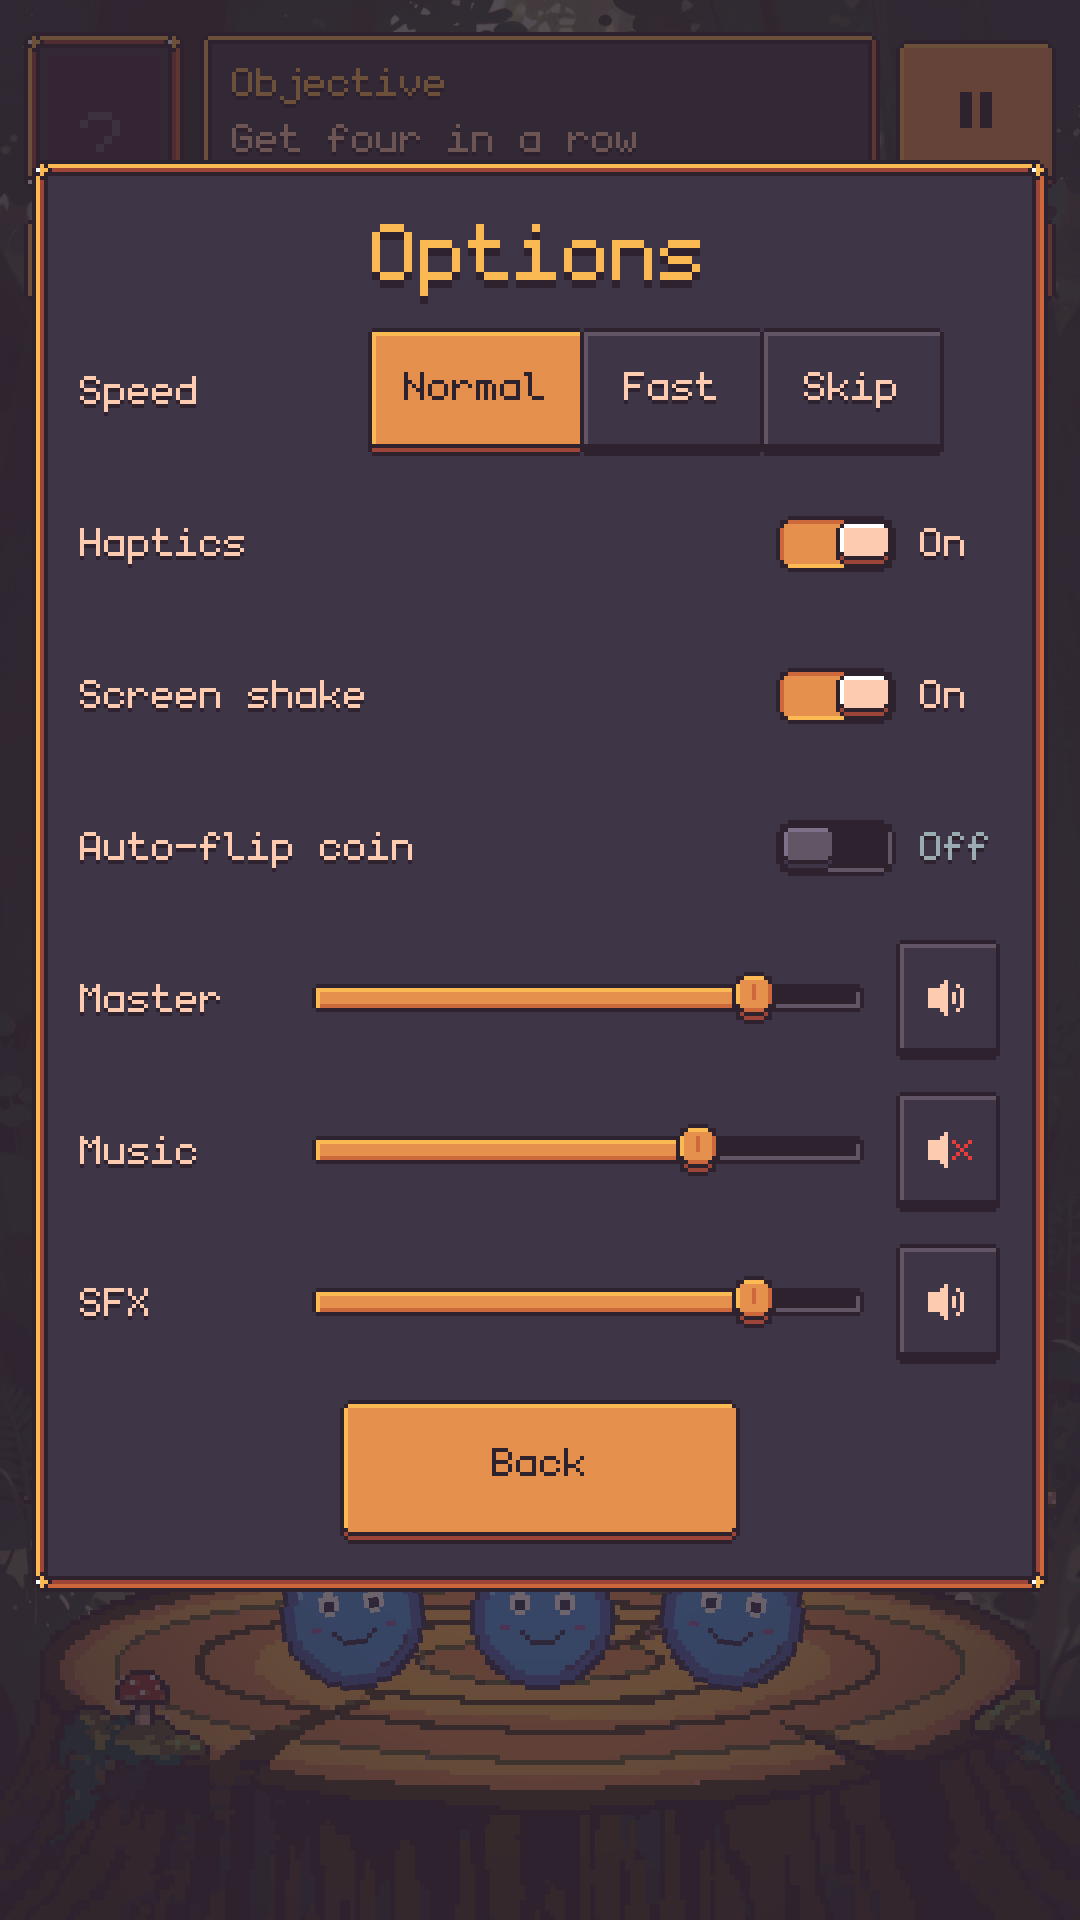 Objective
?
Get four in a row
Options
Speed
Normal Fast Skip
Haptics On
Screen shake On
Auto-flip coin Off
Master
Music
SFX
Back